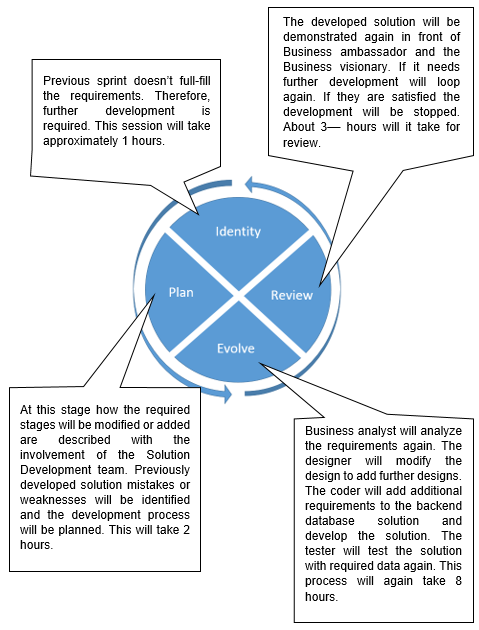 The developed solution will be
demonstrated again in front of
Business ambassador and the
Business visionary. If it needs
further development will loop
again. If they are satisfied the
development will be stopped.
About 3— hours will it take for
review.
Previous sprint doesn't full-fill
the requirements. Therefore,
further development is
required. This session will take
approximately 1 hours.
Identity
Plan
Review
Evolve
At this stage how the required
stages will be modified or added
are described with the
involvement of the Solution
Development team. Previously
developed solution mistakes or
weaknesses will be identified
and the development process
will be planned. This will take 2
hours.
Business analyst will analyze
the requirements again. The
designer will modify the
design to add further designs.
The coder will add additional
requirements to the backend
database solution and
develop the solution. The
tester will test the solution
with required data again. This
process will again take 8
hours.